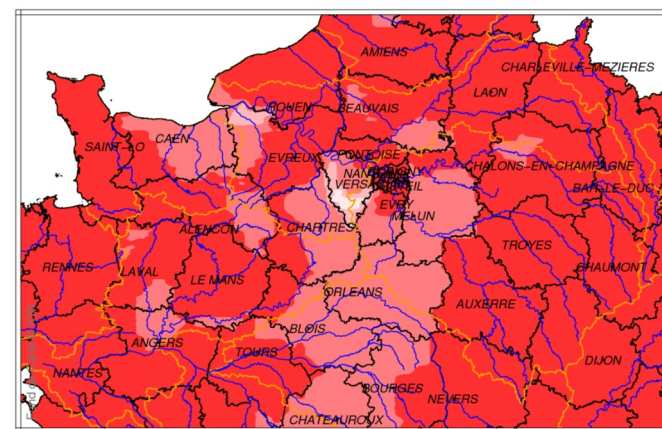 AMIENS
CHARLEVILLE-MEZIERES
LAON
ROUEN
BEAUVAIS
CAEN
SAINT-LO
EVREUX
PONTOISE
CHALONS-EN-CHAMPAGNE
BAR-LE-DUC
EVRY
MELUN
ALENCON
CHARTRES
TROYES
RENNES
LAVAL
LE MANS
CHAUMONT
ORLEANS
AUXERRE
BLOIS
ANGERS
TOURS
DIJON
NANTES
BOURGES
NEVERS
CHATEAUROUX